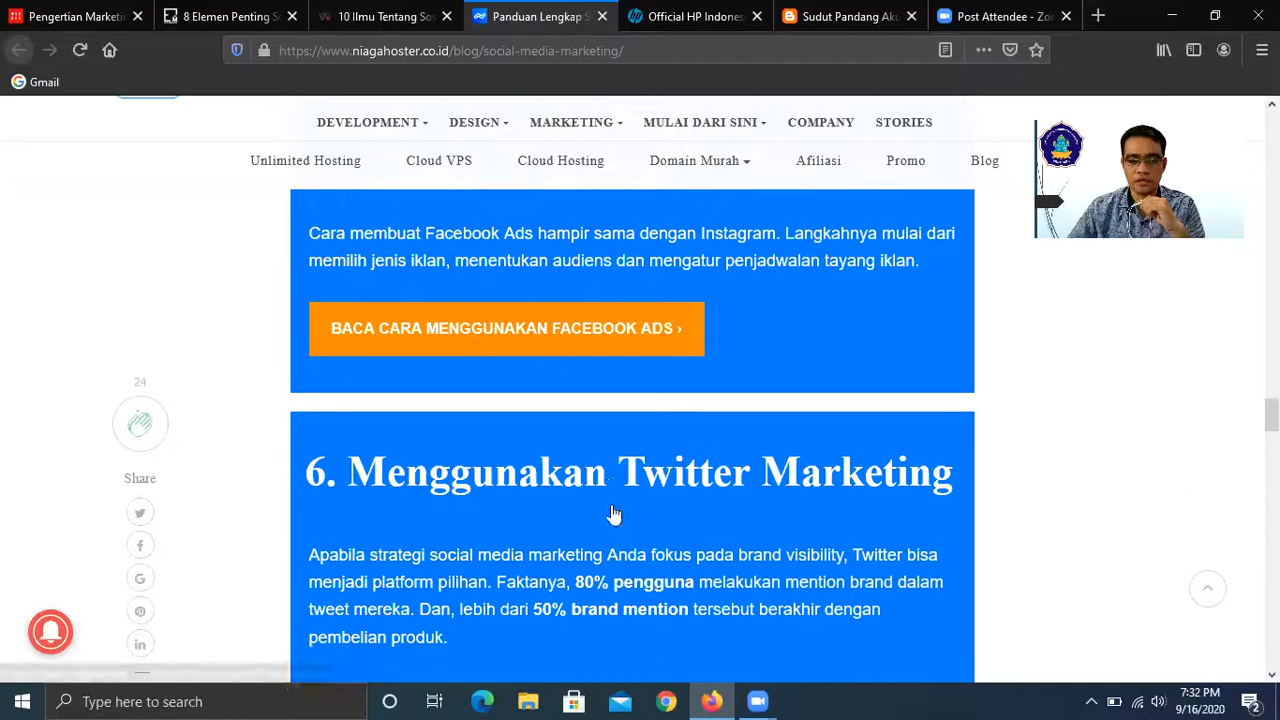 Pengertian Marketi
8 Elemen Penting S
10 Ilmu Tentang Sos
Panduan Lengkap S
Official HP Indones
Sudut Pandang Aku
Post Attendee - Zo
https://www.niagahoster.co.id/blog/social-media-marketing/
Gmail
DEVELOPMENT DESIGN MARKETING MULAI DARI SINI COMPANY STORIES
Unlimited Hosting Cloud VPS Cloud Hosting Domain Murah Afiliasi Promo Blog
Cara membuat Facebook Ads hampir sama dengan Instagram. Langkahnya mulai dari
memilih jenis iklan, menentukan audiens dan mengatur penjadwalan tayang iklan.
BACA CARA MENGGUNAKAN FACEBOOK ADS ›
24
Share
6. Menggunakan Twitter Marketing
Apabila strategi social media marketing Anda fokus pada brand visibility, Twitter bisa
menjadi platform pilihan. Faktanya, 80% pengguna melakukan mention brand dalam
tweet mereka. Dan, lebih dari 50% brand mention tersebut berakhir dengan
pembelian produk.
Type here to search
7:32 PM
9/16/2020
2